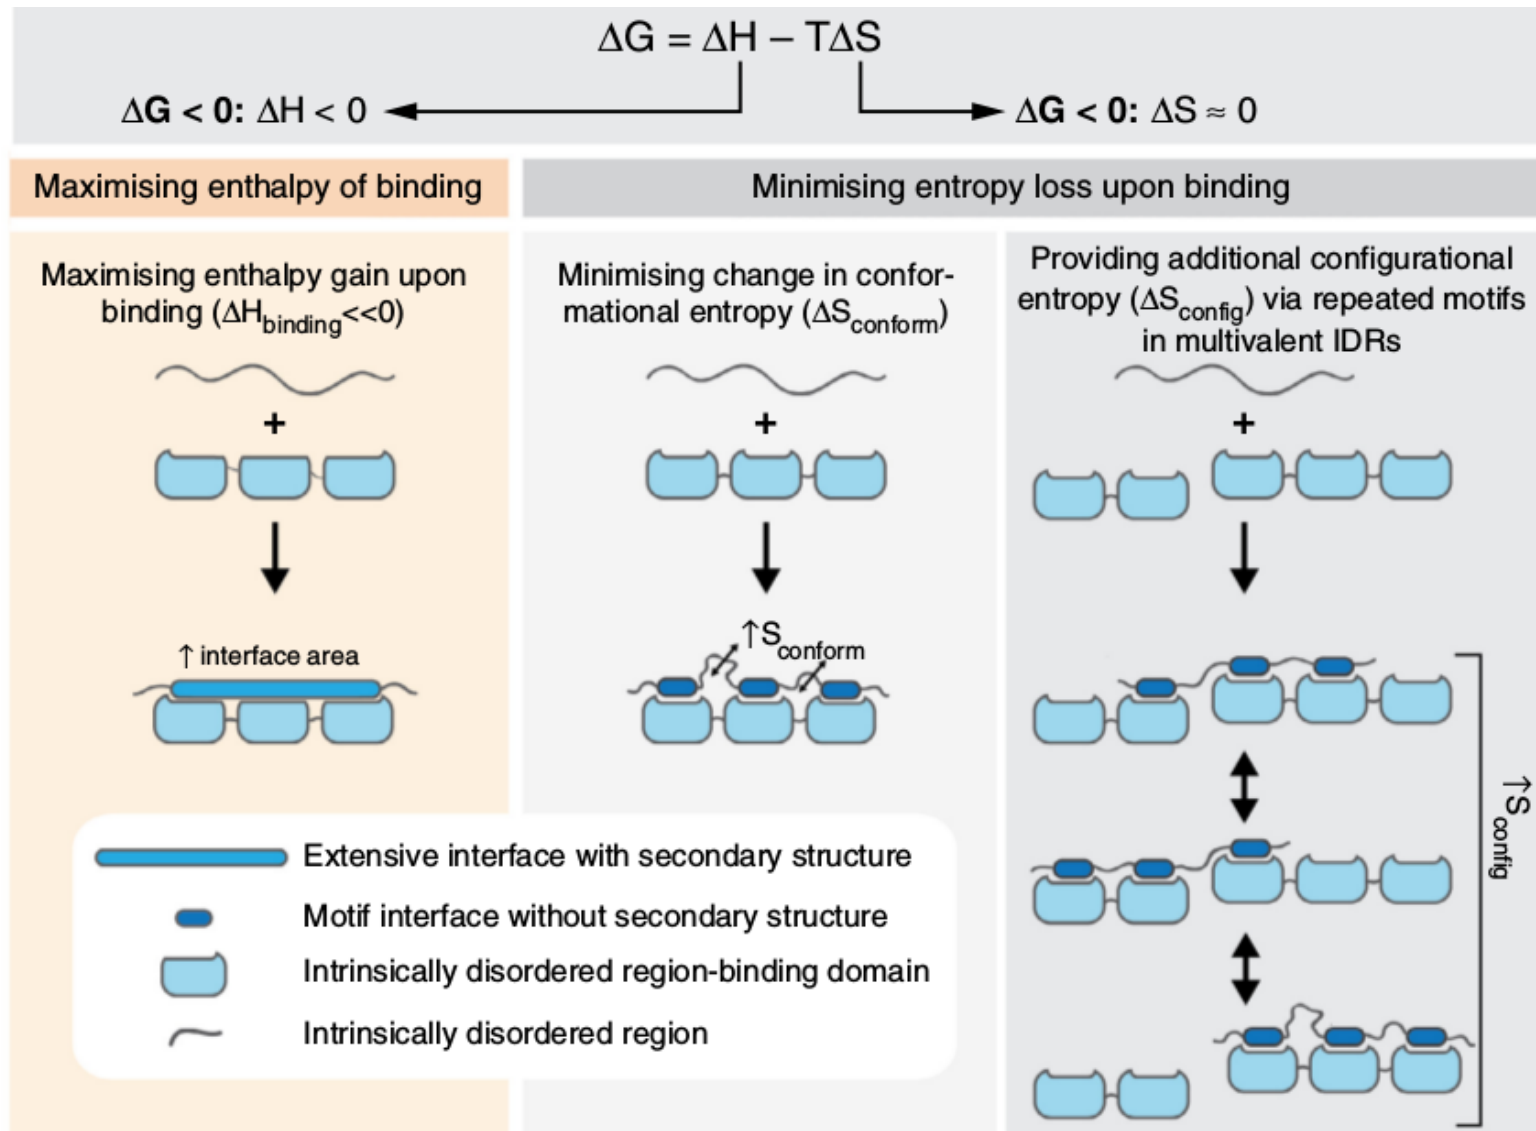 ΔG = ΔH – TΔS
ΔG < 0: ΔH < 0
ΔG < 0: ΔS ≈ 0
Maximising enthalpy of binding
Minimising entropy loss upon binding
Maximising enthalpy gain upon
binding (ΔHbinding<<0)
+
↑ interface area
Minimising change in confor-
mational entropy (ΔSconform)
+
↑Sconform
Providing additional configurational
entropy (ΔSconfig) via repeated motifs
in multivalent IDRs
+
↑Sconfig
Extensive interface with secondary structure
Motif interface without secondary structure
Intrinsically disordered region-binding domain
Intrinsically disordered region